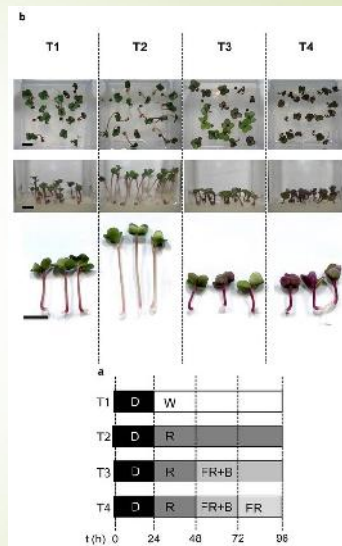 b
T1 T2 T3 T4
a
T1 D W
T2 D R
T3 D R FR+B
T4 D R FR+B FR
t (h) 0 24 48 72 96